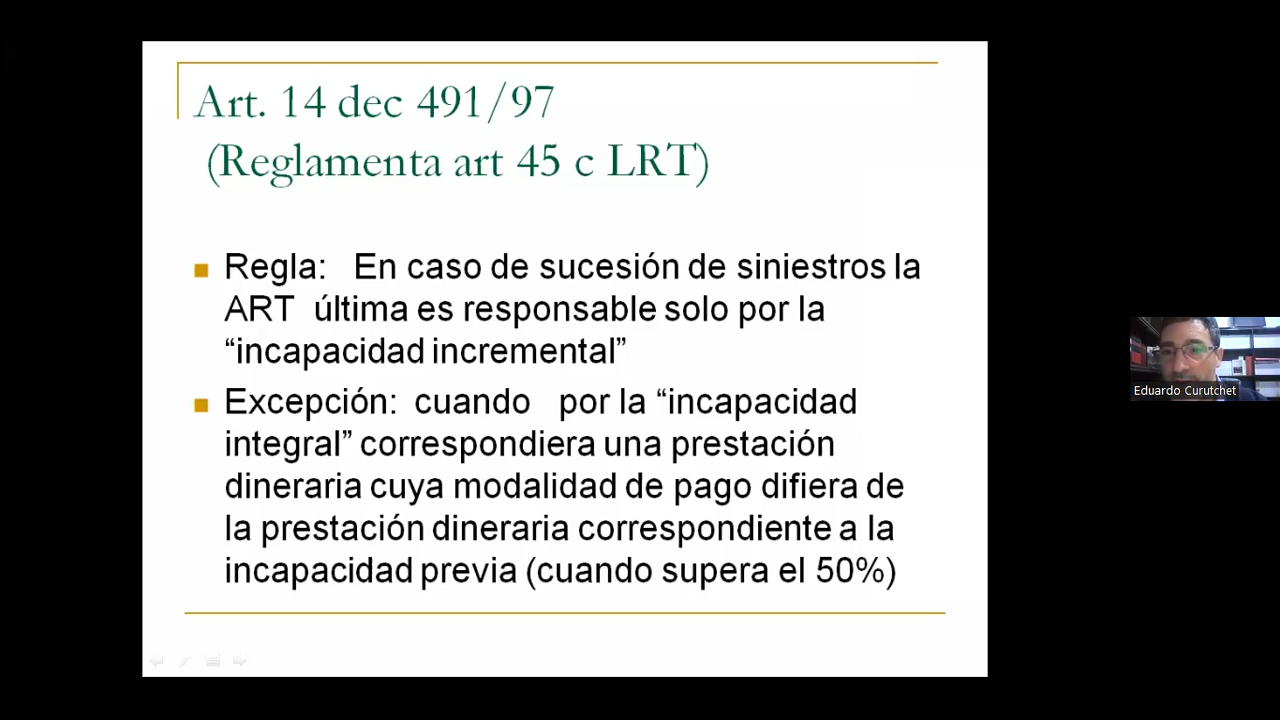 Art. 14 dec 491/97
(Reglamenta art 45 c LRT)
Regla: En caso de sucesión de siniestros la
ART última es responsable solo por la
“incapacidad incremental”
Excepción: cuando por la “incapacidad
integral” correspondiera una prestación
dineraria cuya modalidad de pago difiera de
la prestación dineraria correspondiente a la
incapacidad previa (cuando supera el 50%)
Eduardo Curutchet